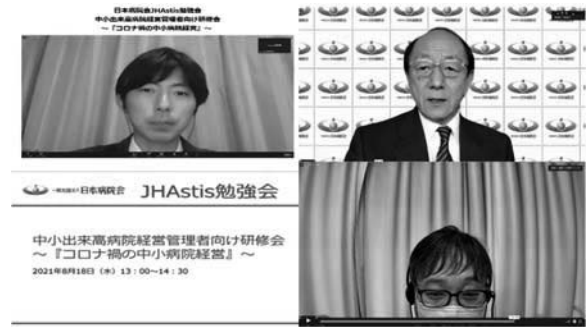 日本病院会JHAstis勉強会
中小出来高病院経営管理者向け研修会
～『コロナ禍の中小病院経営』～
一般社団法人 日本病院会 JHAstis勉強会
中小出来高病院経営管理者向け研修会
～『コロナ禍の中小病院経営』～
2021年8月18日（水）13：00～14：30